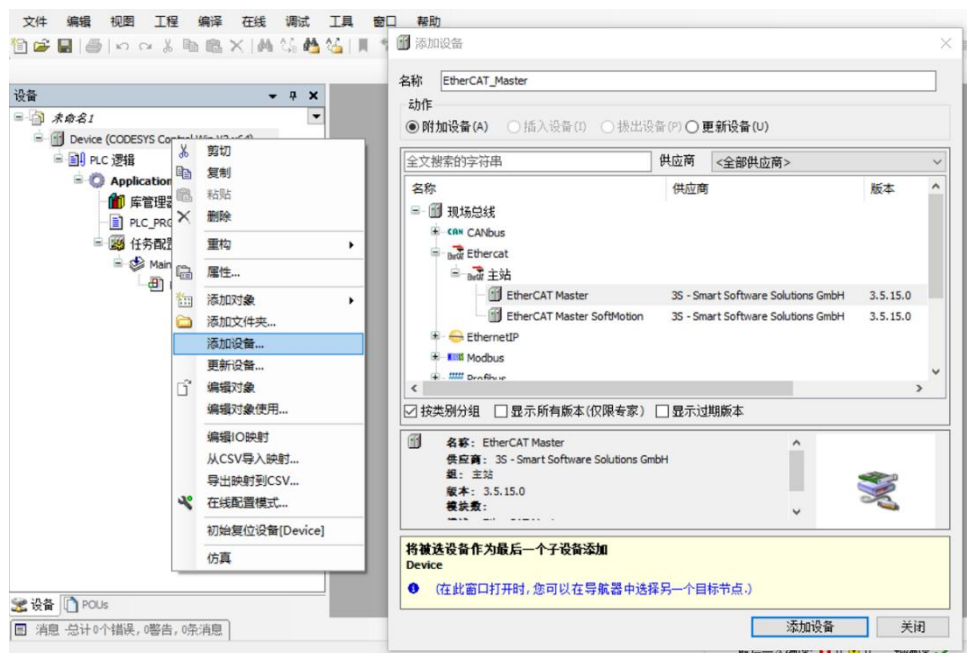 文件 编辑 视图 工程 编译 在线 调试 工具 窗口 帮助
设备
未命名1
Device (CODESYS Control Win V3 x64)
PLC 逻辑
Application
库管理器
PLC_PRG
任务配置
Main
剪切
复制
粘贴
删除
重构
属性...
添加对象
添加文件夹...
添加设备...
更新设备...
编辑对象
编辑对象使用...
编辑IO映射
从CSV导入映射...
导出映射到CSV...
在线配置模式...
初始复位设备[Device]
仿真
设备 POUs
消息 -总计0个错误, 0警告, 0条消息
添加设备
名称 EtherCAT_Master
动作
附加设备(A) 插入设备(I) 拔出设备(P) 更新设备(U)
全文搜索的字符串 供应商 <全部供应商>
名称 供应商 版本
现场总线
CAN CANbus
Ethercat
主站
EtherCAT Master 3S - Smart Software Solutions GmbH 3.5.15.0
EtherCAT Master SoftMotion 3S - Smart Software Solutions GmbH 3.5.15.0
EthernetIP
Modbus
Profibus
按类别分组 显示所有版本(仅限专家) 显示过期版本
名称: EtherCAT Master
供应商: 3S - Smart Software Solutions GmbH
组: 主站
版本: 3.5.15.0
模块数:
将被选设备作为最后一个子设备添加
Device
(在此窗口打开时, 您可以在导航器中选择另一个目标节点.)
添加设备 关闭